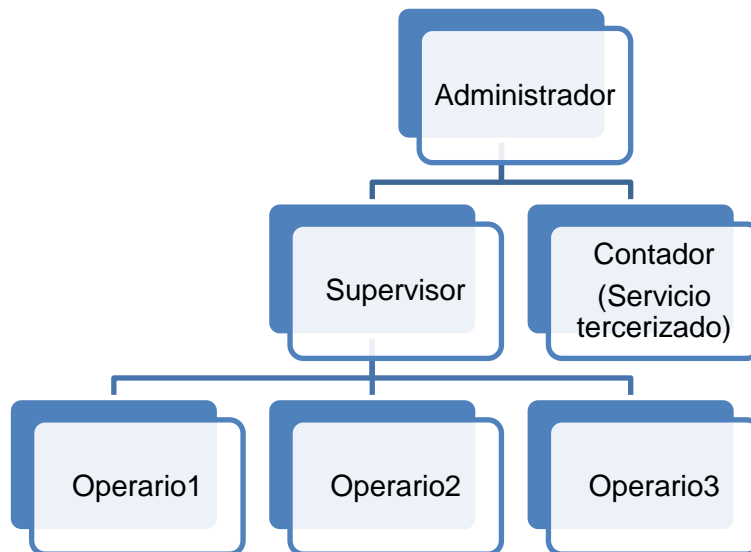 Administrador
Supervisor
Contador
(Servicio
tercerizado)
Operario1
Operario2
Operario3